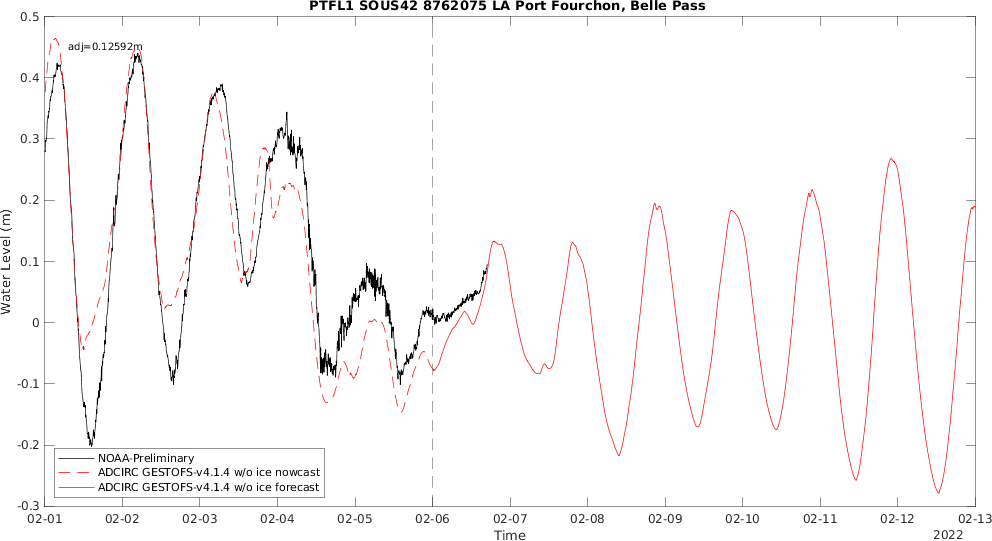 PTFL1 SOUS42 8762075 LA Port Fourchon, Belle Pass
0.5
adj=0.12592m
0.4
0.3
0.2
0.1
0
-0.1
-0.2
-0.3
Water Level (m)
NOAA-Preliminary
ADCIRC GESTOFS-v4.1.4 w/o ice nowcast
ADCIRC GESTOFS-v4.1.4 w/o ice forecast
02-01 02-02 02-03 02-04 02-05 02-06 02-07 02-08 02-09 02-10 02-11 02-12 02-13
Time
2022